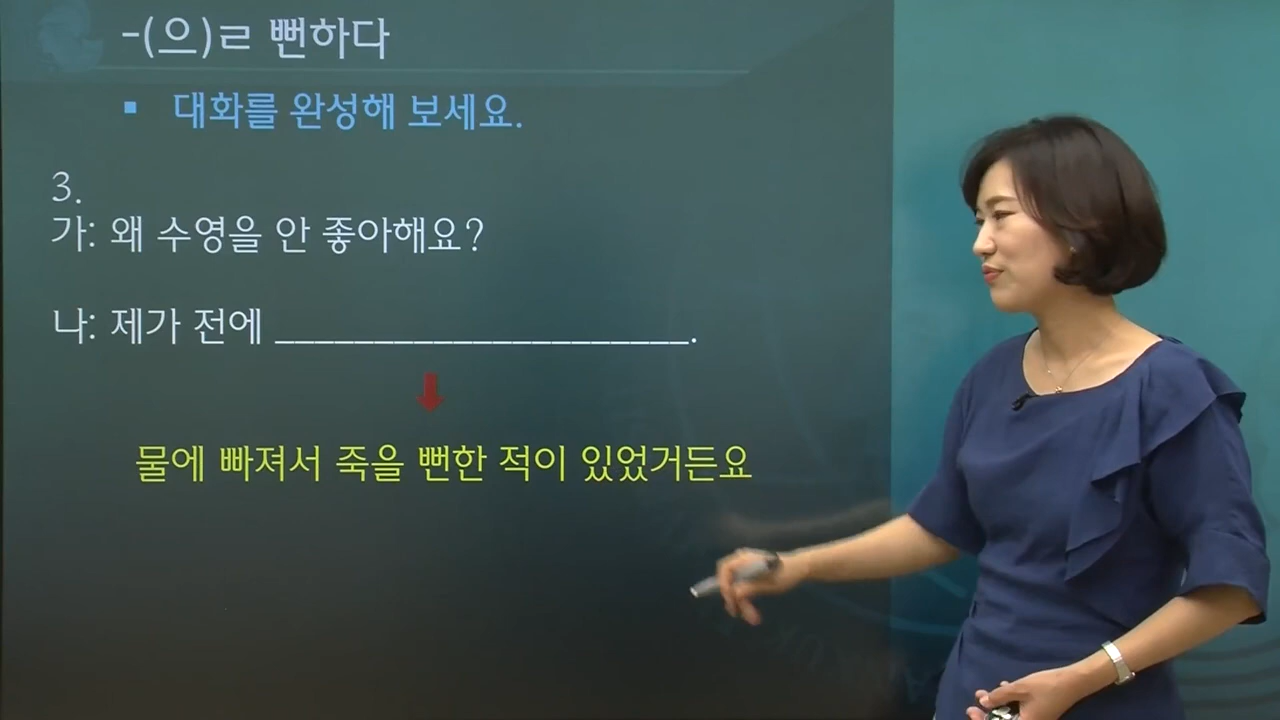 -(으)ㄹ 뻔하다
▪ 대화를 완성해 보세요.
3.
가: 왜 수영을 안 좋아해요?
나: 제가 전에 _____________________.
물에 빠져서 죽을 뻔한 적이 있었거든요